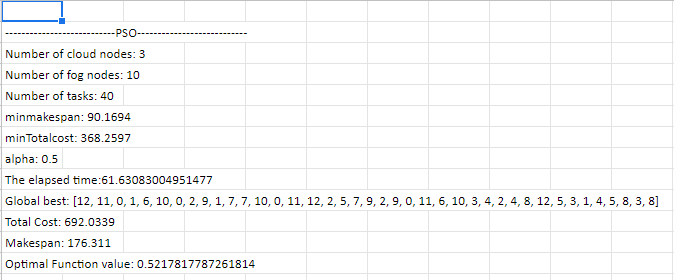 ---------------------------PSO---------------------------
Number of cloud nodes: 3
Number of fog nodes: 10
Number of tasks: 40
minmakespan: 90.1694
minTotalcost: 368.2597
alpha: 0.5
The elapsed time:61.63083004951477
Global best: [12, 11, 0, 1, 6, 10, 0, 2, 9, 1, 7, 7, 10, 0, 11, 12, 2, 5, 7, 9, 2, 9, 0, 11, 6, 10, 3, 4, 2, 4, 8, 12, 5, 3, 1, 4, 5, 8, 3, 8]
Total Cost: 692.0339
Makespan: 176.311
Optimal Function value: 0.5217817787261814